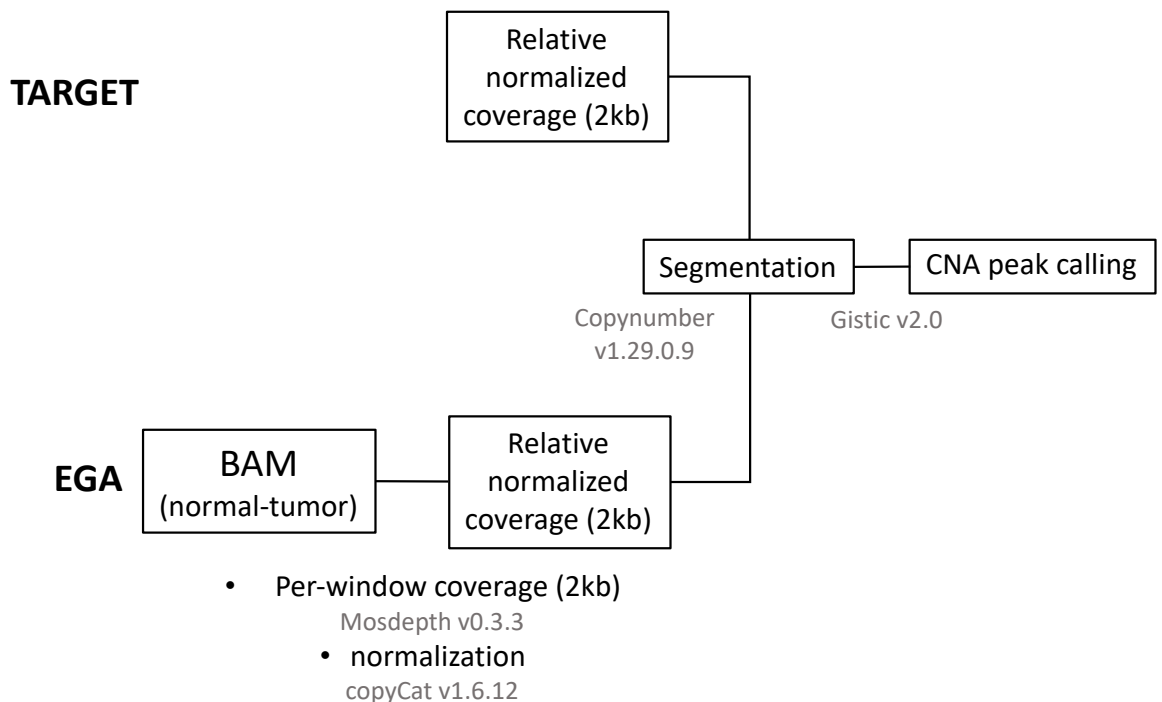 TARGET
Relative
normalized
coverage (2kb)
Segmentation
CNA peak calling
Copynumber
v1.29.0.9
Gistic v2.0
EGA
BAM
(normal-tumor)
Relative
normalized
coverage (2kb)
• Per-window coverage (2kb)
Mosdepth v0.3.3
• normalization
copyCat v1.6.12